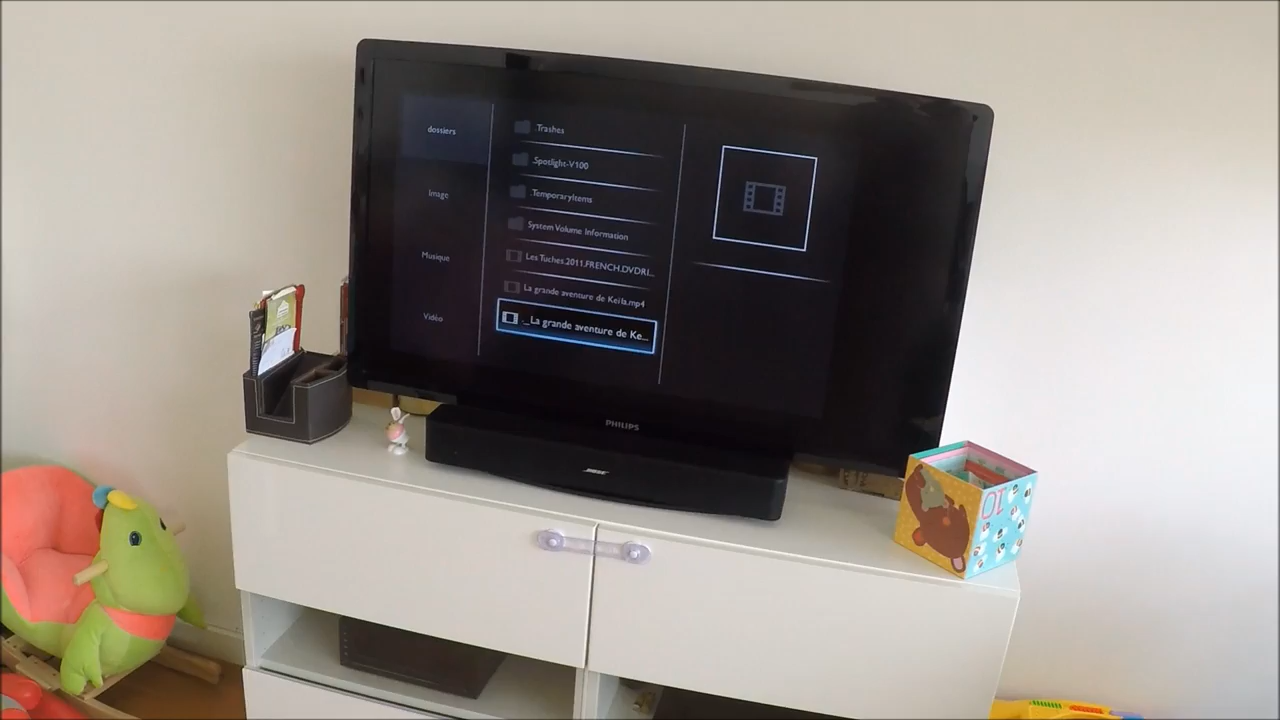 dossiers
Image
Musique
Vidéo
.Trashes
.Spotlight-V100
.TemporaryItems
System Volume Information
Les Tuches.2011.FRENCH.DVDRI...
La grande aventure de Keila.mp4
._La grande aventure de Ke...
PHILIPS
BOSE
10